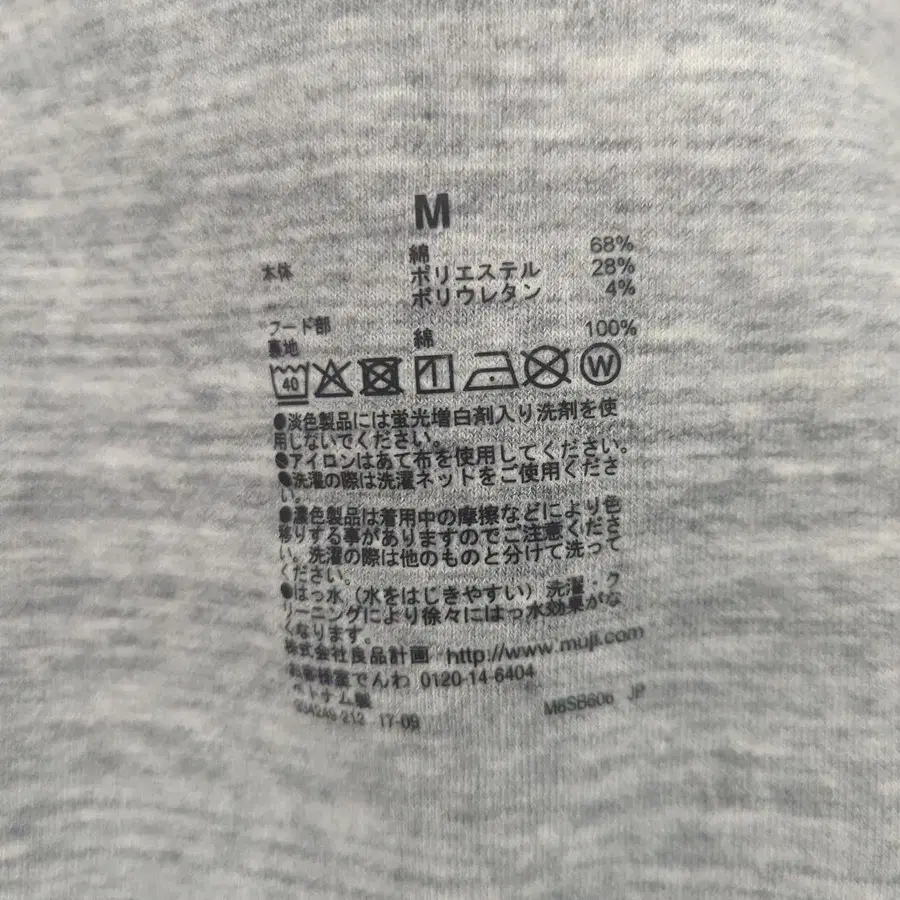 M
本体 綿 68%
ポリエステル 28%
ポリウレタン 4%
フード部
裏地 綿 100%
40 W
●淡色製品には蛍光増白剤入り洗剤を使
用しないでください。
●アイロンはあて布を使用してください。
●洗濯の際は洗濯ネットをご使用くださ
い。
●濃色製品は着用中の摩擦などにより色
移りする事がありますのでご注意くださ
い。洗濯の際は他のものと分けて洗って
ください。
●はっ水（水をはじきやすい）洗濯・ク
リーニングにより徐々にはっ水効果がな
くなります。
株式会社良品計画 http://www.muji.com
お客様室でんわ 0120-14-6404
ベトナム製
17-09 M6SB606 JP